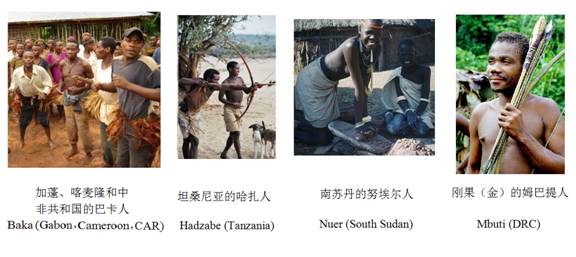 加蓬、喀麦隆和中
非共和国的巴卡人
Baka (Gabon,Cameroon,CAR)
坦桑尼亚的哈扎人
Hadzabe (Tanzania)
南苏丹的努埃尔人
Nuer (South Sudan)
刚果（金）的姆巴提人
Mbuti (DRC)